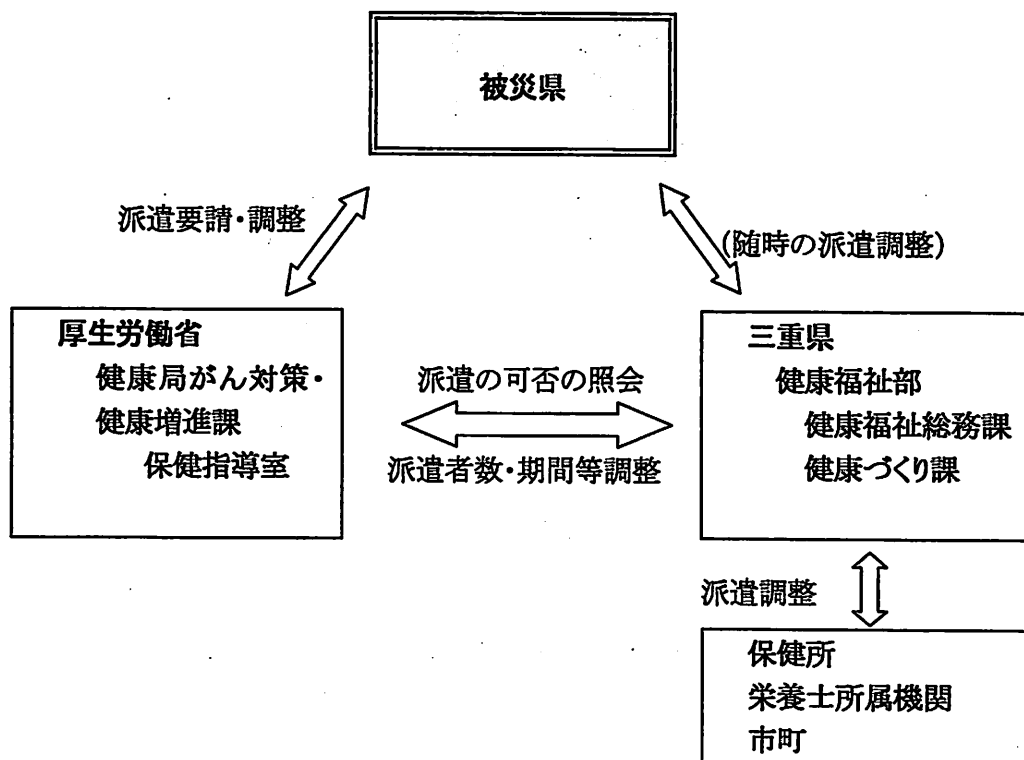 被災県
派遣要請・調整
(随時の派遣調整)
厚生労働省
健康局がん対策・
健康増進課
保健指導室
派遣の可否の照会
派遣者数・期間等調整
三重県
健康福祉部
健康福祉総務課
健康づくり課
派遣調整
保健所
栄養士所属機関
市町